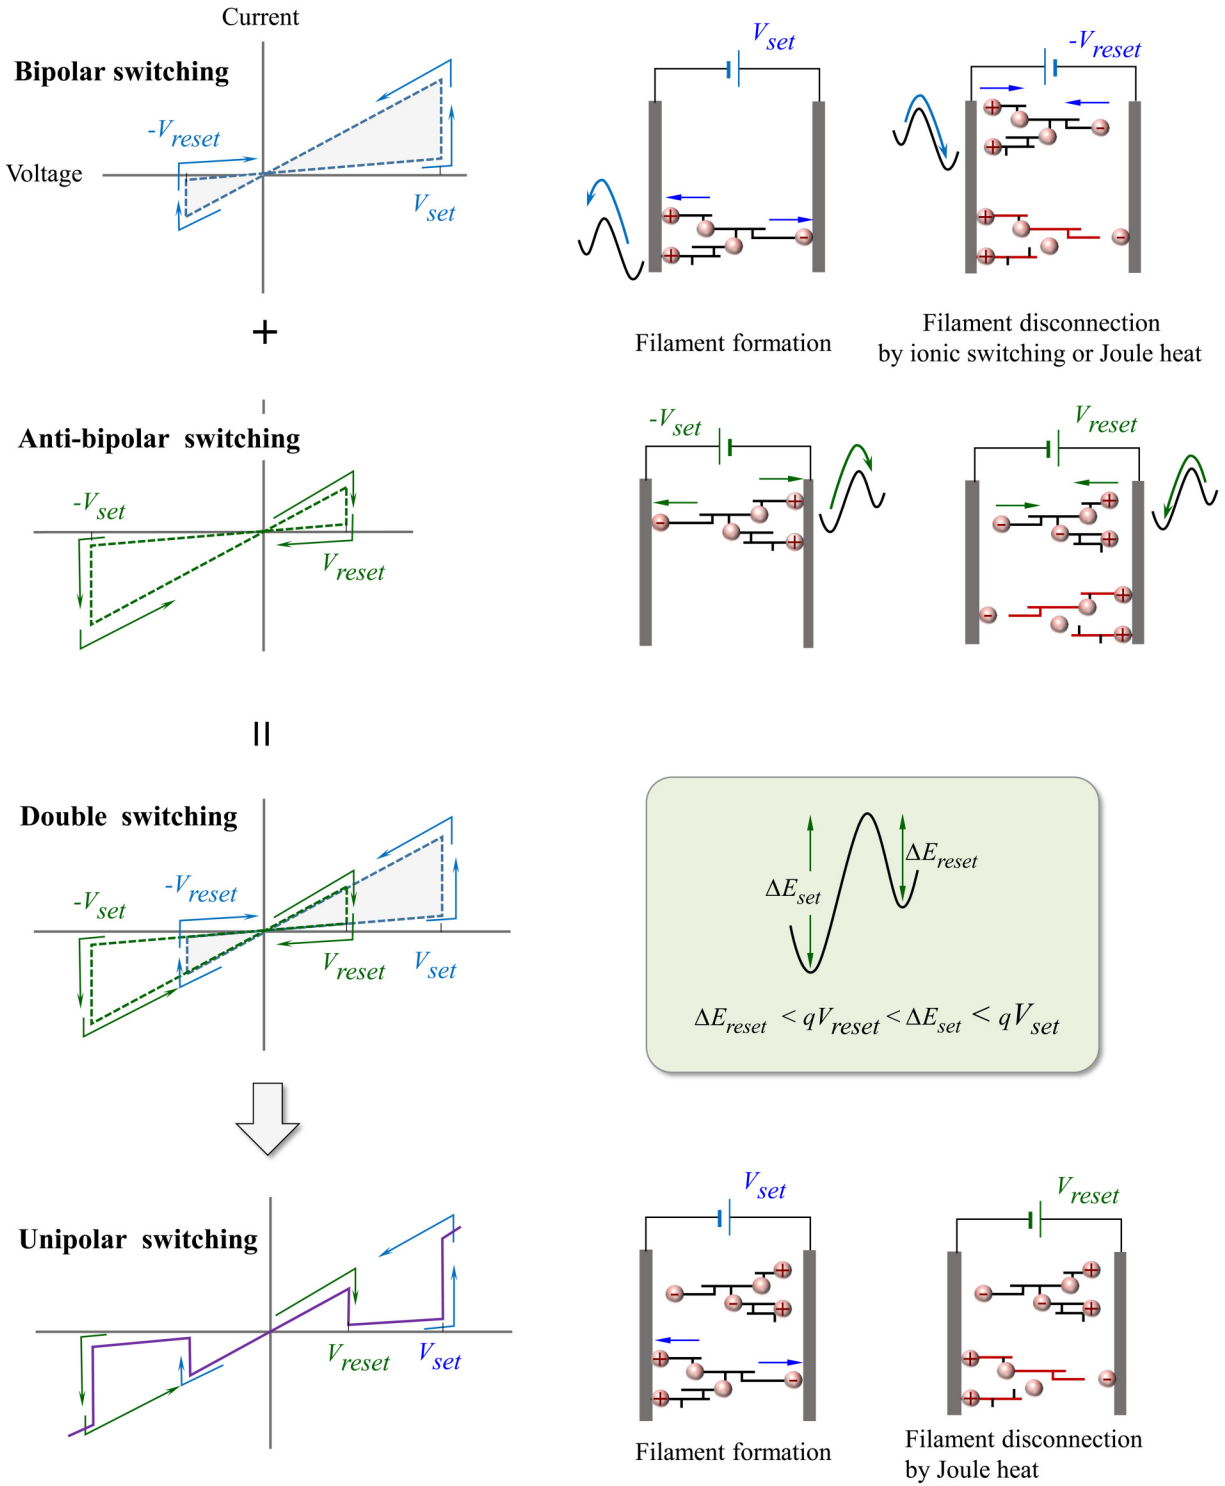 Current
Bipolar switching
-Vreset
Voltage
Vset
Vset
-Vreset
+
+
-
+
+
+
-
+
+
-
+
Filament formation
Filament disconnection
by ionic switching or Joule heat
+
Anti-bipolar switching
-Vset
Vreset
-Vset
Vreset
+
-
+
+
-
-
+
+
-
+
=
Double switching
-Vset
-Vreset
Vreset
Vset
ΔEset
ΔEreset
ΔEreset < qVreset < ΔEset < qVset
Unipolar switching
Vreset
Vset
Vset
Vreset
+
-
-
+
+
-
+
+
-
-
+
+
-
+
Filament formation
Filament disconnection
by Joule heat